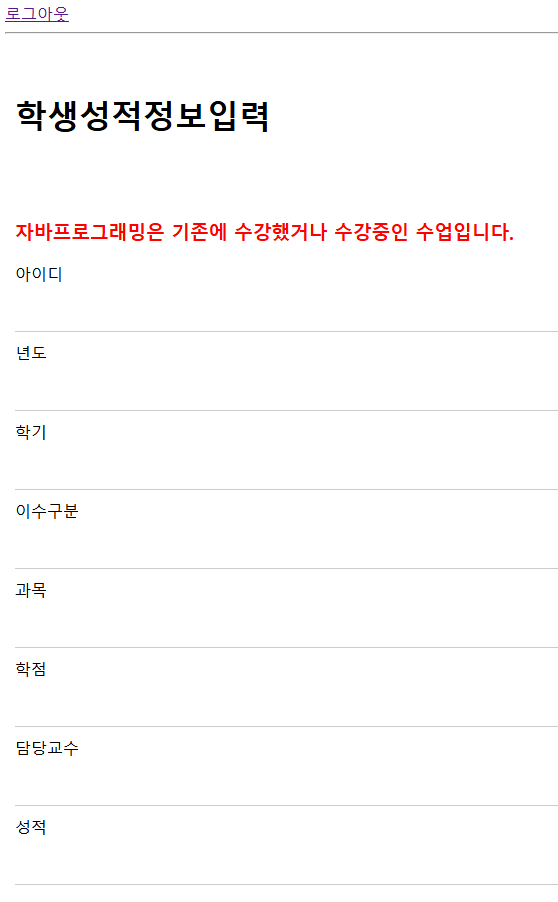 로그아웃
학생성적정보입력
자바프로그래밍은 기존에 수강했거나 수강중인 수업입니다.
아이디
년도
학기
이수구분
과목
학점
담당교수
성적